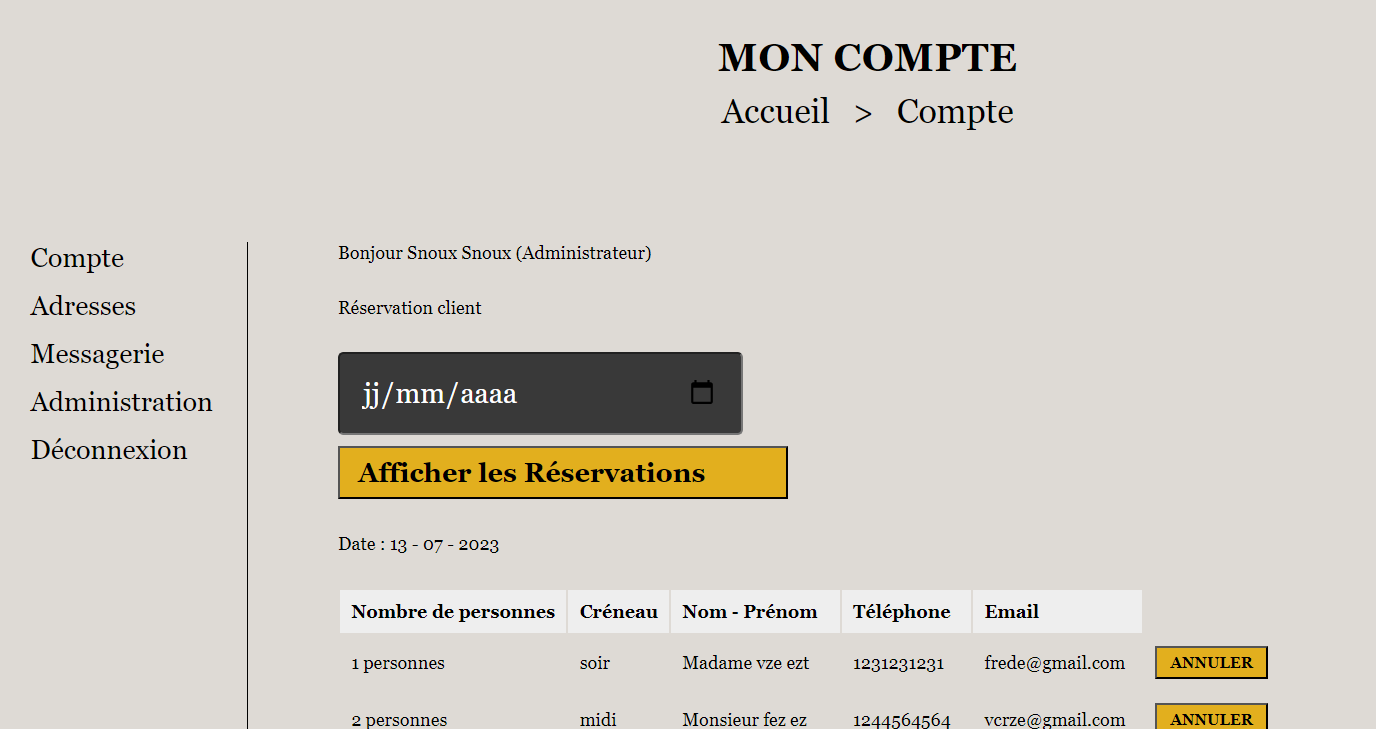 MON COMPTE
Accueil > Compte
Compte
Adresses
Messagerie
Administration
Déconnexion
Bonjour Snoux Snoux (Administrateur)
Réservation client
jj/mm/aaaa
Afficher les Réservations
Date : 13 - 07 - 2023
Nombre de personnes Créneau Nom - Prénom Téléphone Email
1 personnes soir Madame vze ezt 1231231231 frede@gmail.com ANNULER
2 personnes midi Monsieur fez ez 1244564564 vcrze@gmail.com ANNULER